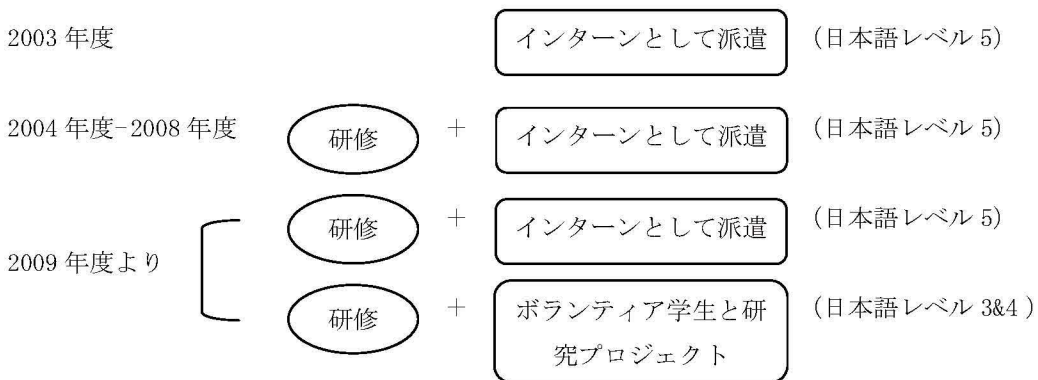 2003 年度 インターンとして派遣 (日本語レベル 5)
2004 年度-2008 年度 研修 + インターンとして派遣 (日本語レベル 5)
研修 + インターンとして派遣 (日本語レベル 5)
2009 年度より
研修 + ボランティア学生と研 (日本語レベル 3&4 )
究プロジェクト